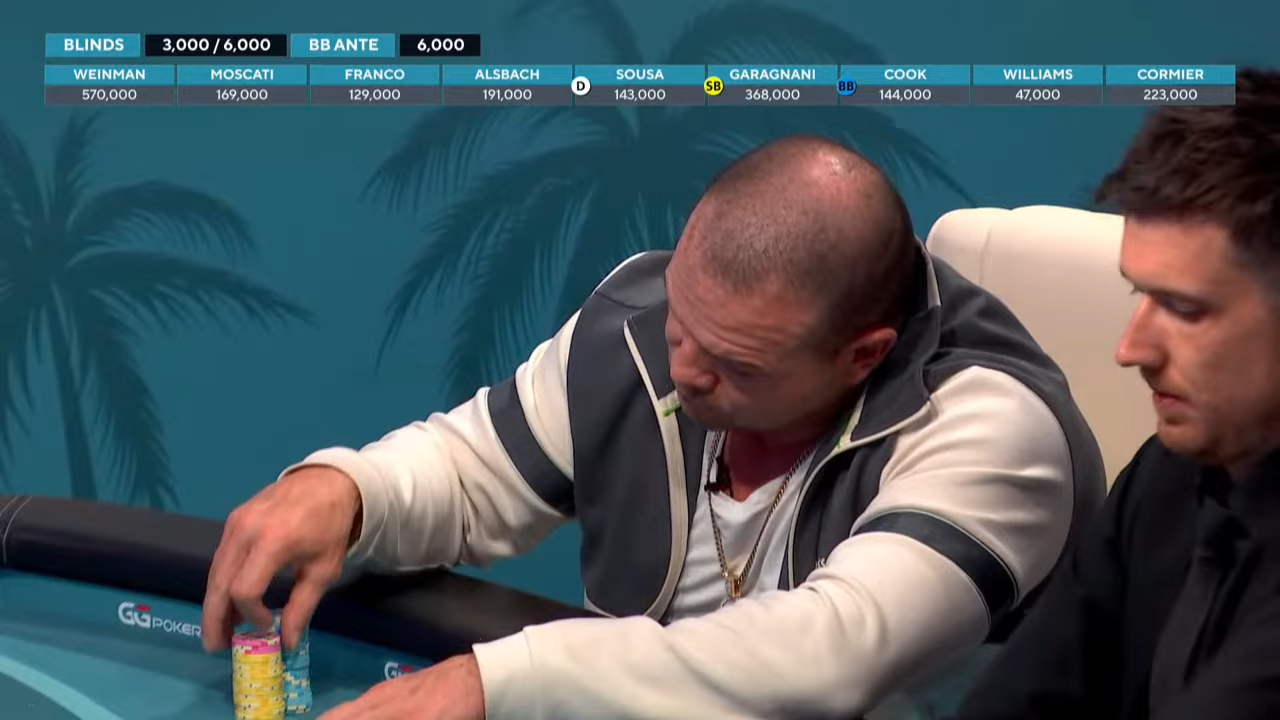 BLINDS 3,000 / 6,000 BB ANTE 6,000
WEINMAN MOSCATI FRANCO ALSBACH SOUSA GARAGNANI COOK WILLIAMS CORMIER
D SB BB
570,000 169,000 129,000 191,000 143,000 368,000 144,000 47,000 223,000
GGPOKER
GG